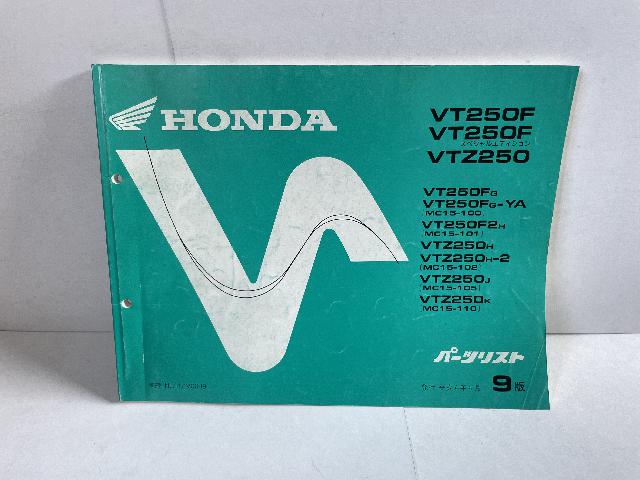 HONDA
VT250F
VT250F
スペシャルエディション
VTZ250
VT250FG
VT250FG-YA
(MC15-100)
VT250F2H
(MC15-101)
VTZ250H
VTZ250H-2
(MC15-102)
VTZ250J
(MC15-105)
VTZ250K
(MC15-110)
パーツリスト
9版